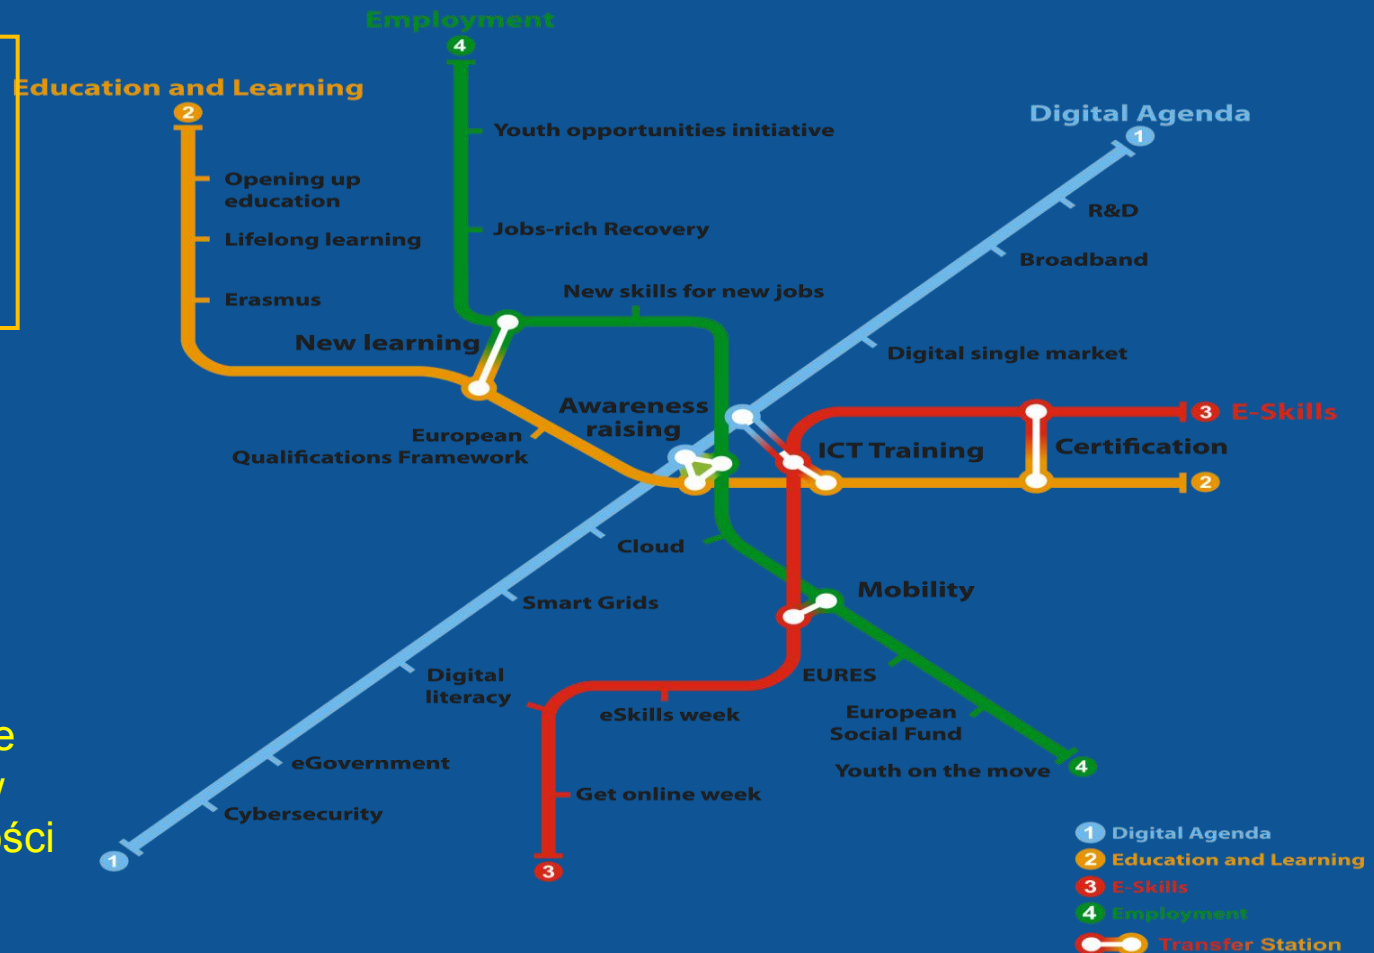 Employment
4
Education and Learning
2
Digital Agenda
1
Youth opportunities initiative
Opening up
education
R&D
Jobs-rich Recovery
Lifelong learning
Broadband
New skills for new jobs
Erasmus
New learning
Digital single market
Awareness
raising
3 E-Skills
European
Qualifications Framework
ICT Training
Certification
2
Cloud
Mobility
Smart Grids
Digital
literacy
EURES
eSkills week
European
Social Fund
eGovernment
Youth on the move
4
Get online week
Cybersecurity
1
3
ości
1 Digital Agenda
2 Education and Learning
3 E-Skills
4 Employment
Transfer Station